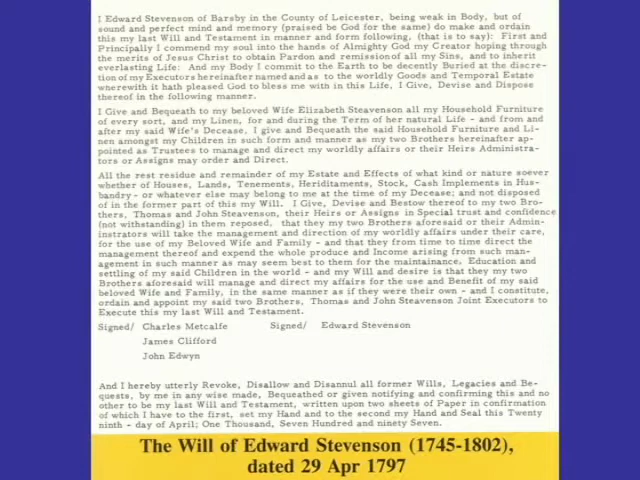 I Edward Stevenson of Barsby in the County of Leicester, being weak in Body, but of
sound and perfect mind and memory (praised be God for the same) do make and ordain
this my last Will and Testament in manner and form following, (that is to say): First and
Principally I commend my soul into the hands of Almighty God my Creator hoping through
the merits of Jesus Christ to obtain Pardon and remission of all my Sins, and to inherit
everlasting Life: And my Body I commit to the Earth to be decently Buried at the discre-
tion of my Executors hereinafter named and as to the worldly Goods and Temporal Estate
wherewith it hath pleased God to bless me with in this Life, I Give, Devise and Dispose
thereof in the following manner.
I Give and Bequeath to my beloved Wife Elizabeth Steavenson all my Household Furniture
of every sort, and my Linen, for and during the Term of her natural Life - and from and
after my said Wife's Decease, I give and Bequeath the said Household Furniture and Li-
nen amongst my Children in such form and manner as my two Brothers hereinafter ap-
pointed as Trustees to manage and direct my worldly affairs or their Heirs Administra-
tors or Assigns may order and Direct.
All the rest residue and remainder of my Estate and Effects of what kind or nature soever
whether of Houses, Lands, Tenements, Heriditaments, Stock, Cash Implements in Hus-
bandry - or whatever else may belong to me at the time of my Decease; and not disposed
of in the former part of this my Will. I Give, Devise and Bestow thereof to my two Bro-
thers, Thomas and John Steavenson, their Heirs or Assigns in Special trust and confidence
(not withstanding) in them reposed, that they my two Brothers aforesaid or their Admin-
instrators will take the management and direction of my worldly affairs under their care,
for the use of my Beloved Wife and Family - and that they from time to time direct the
management thereof and expend the whole produce and Income arising from such man-
agement in such manner as may seem best to them for the maintainance, Education and
settling of my said Children in the world - and my Will and desire is that they my two
Brothers aforesaid will manage and direct my affairs for the use and Benefit of my said
beloved Wife and Family, in the same manner as if they were their own - and I constitute,
ordain and appoint my said two Brothers, Thomas and John Steavenson Joint Executors to
Execute this my last Will and Testament.
Signed/ Charles Metcalfe Signed/ Edward Stevenson
James Clifford
John Edwyn
And I hereby utterly Revoke, Disallow and Disannul all former Wills, Legacies and Be-
quests, by me in any wise made, Bequeathed or given notifying and confirming this and no
other to be my last Will and Testament, written upon two sheets of Paper in confirmation
of which I have to the first, set my Hand and to the second my Hand and Seal this Twenty
ninth - day of April; One Thousand, Seven Hundred and ninety Seven.
The Will of Edward Stevenson (1745-1802),
dated 29 Apr 1797